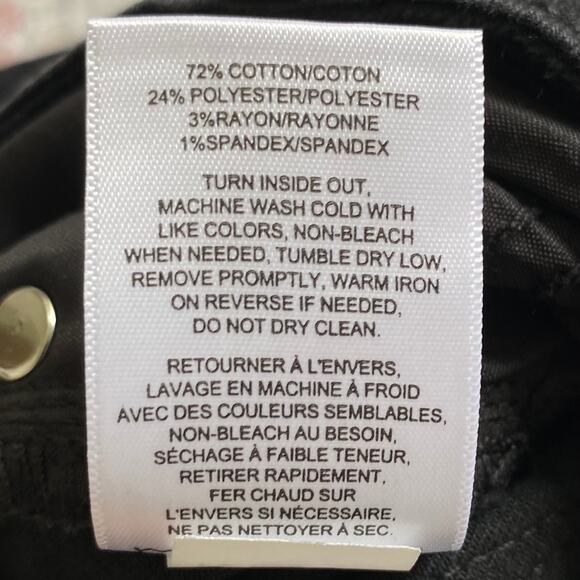 72% COTTON/COTON
24% POLYESTER/POLYESTER
3%RAYON/RAYONNE
1%SPANDEX/SPANDEX
TURN INSIDE OUT,
MACHINE WASH COLD WITH
LIKE COLORS, NON-BLEACH
WHEN NEEDED, TUMBLE DRY LOW,
REMOVE PROMPTLY, WARM IRON
ON REVERSE IF NEEDED,
DO NOT DRY CLEAN.
RETOURNER À L'ENVERS,
LAVAGE EN MACHINE À FROID
AVEC DES COULEURS SEMBLABLES,
NON-BLEACH AU BESOIN,
SÉCHAGE À FAIBLE TENEUR,
RETIRER RAPIDEMENT,
FER CHAUD SUR
L'ENVERS SI NÉCESSAIRE,
NE PAS NETTOYER À SEC.